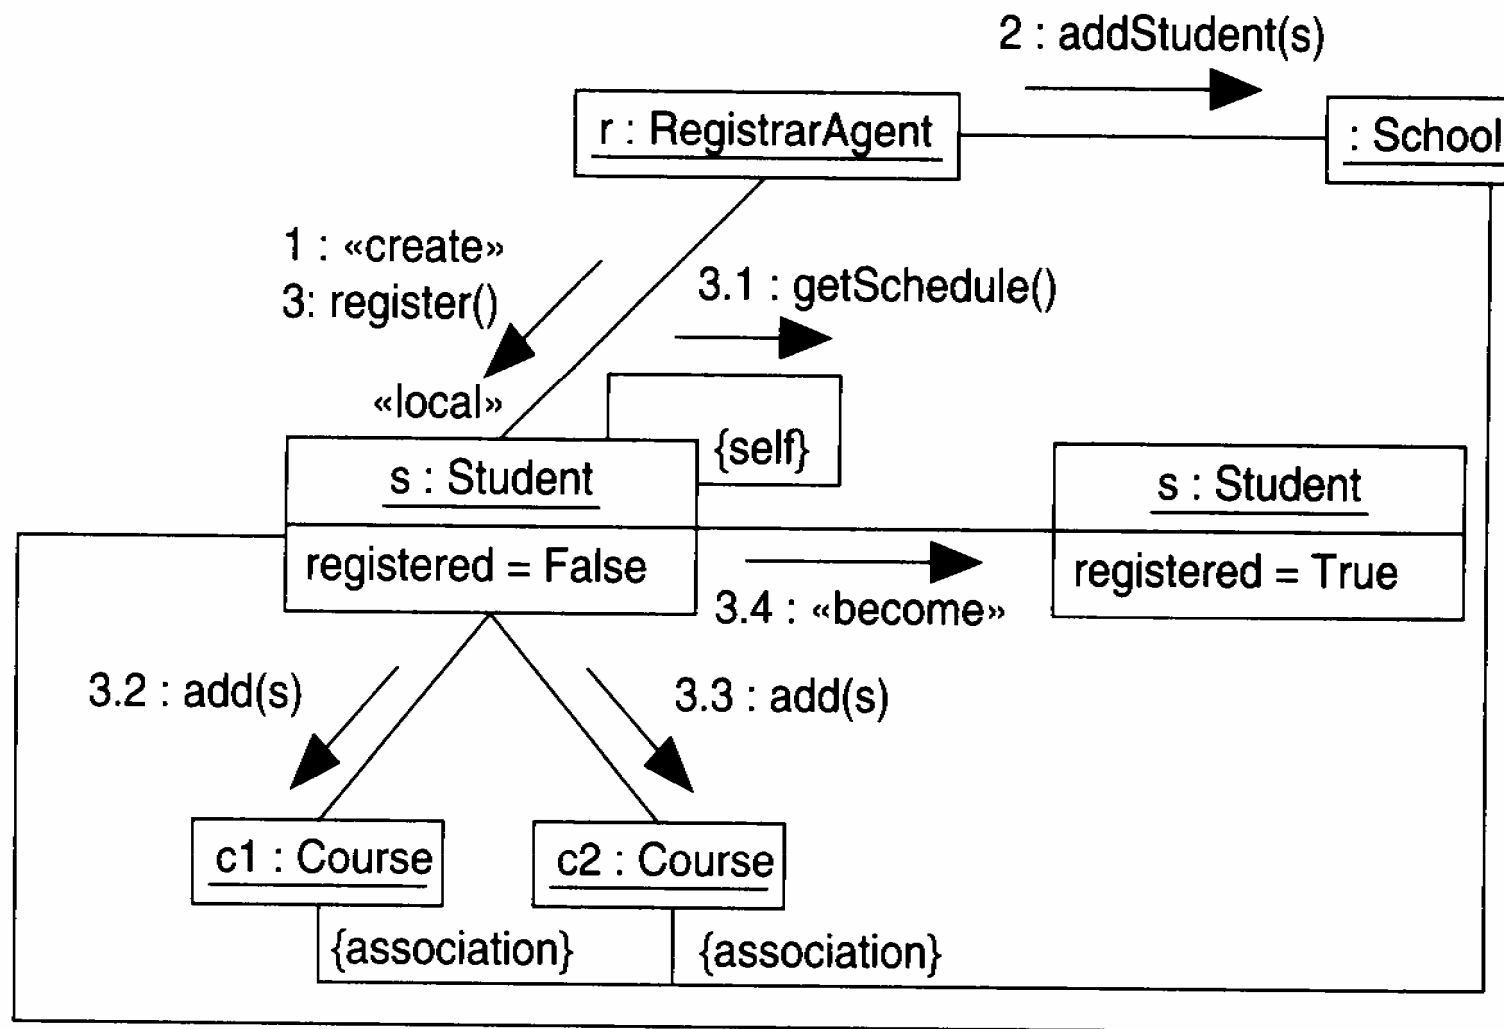 2 : addStudent(s)
r : RegistrarAgent
: School
1 : «create»
3: register()
3.1 : getSchedule()
«local»
{self}
s : Student
registered = False
s : Student
registered = True
3.4 : «become»
3.2 : add(s)
3.3 : add(s)
c1 : Course
c2 : Course
{association}
{association}